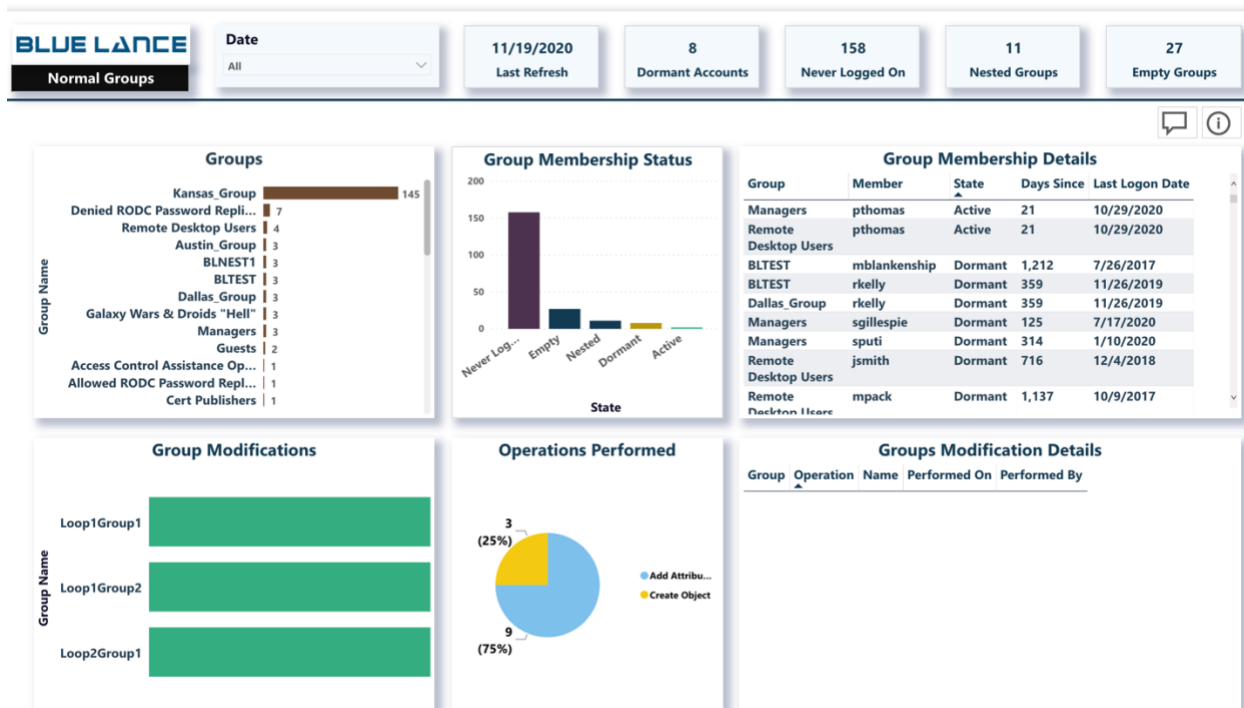 BLUE LANCE
Normal Groups
Date
All
11/19/2020
Last Refresh
8
Dormant Accounts
158
Never Logged On
11
Nested Groups
27
Empty Groups
Groups
Group Name
Kansas_Group 145
Denied RODC Password Repli... 7
Remote Desktop Users 4
Austin_Group 3
BLNEST1 3
BLTEST 3
Dallas_Group 3
Galaxy Wars & Droids "Hell" 3
Managers 3
Guests 2
Access Control Assistance Op... 1
Allowed RODC Password Repl... 1
Cert Publishers 1
Group Membership Status
200
150
100
50
0
Never Log...
Empty
Nested
Dormant
Active
State
Group Membership Details
Group Member State Days Since Last Logon Date
Managers pthomas Active 21 10/29/2020
Remote pthomas Active 21 10/29/2020
Desktop Users
BLTEST mblankenship Dormant 1,212 7/26/2017
BLTEST rkelly Dormant 359 11/26/2019
Dallas_Group rkelly Dormant 359 11/26/2019
Managers sgillespie Dormant 125 7/17/2020
Managers sputi Dormant 314 1/10/2020
Remote jsmith Dormant 716 12/4/2018
Desktop Users
Remote mpack Dormant 1,137 10/9/2017
Desktop Users
Group Modifications
Group Name
Loop1Group1
Loop1Group2
Loop2Group1
Operations Performed
3
(25%)
9
(75%)
Add Attribu...
Create Object
Groups Modification Details
Group Operation Name Performed On Performed By